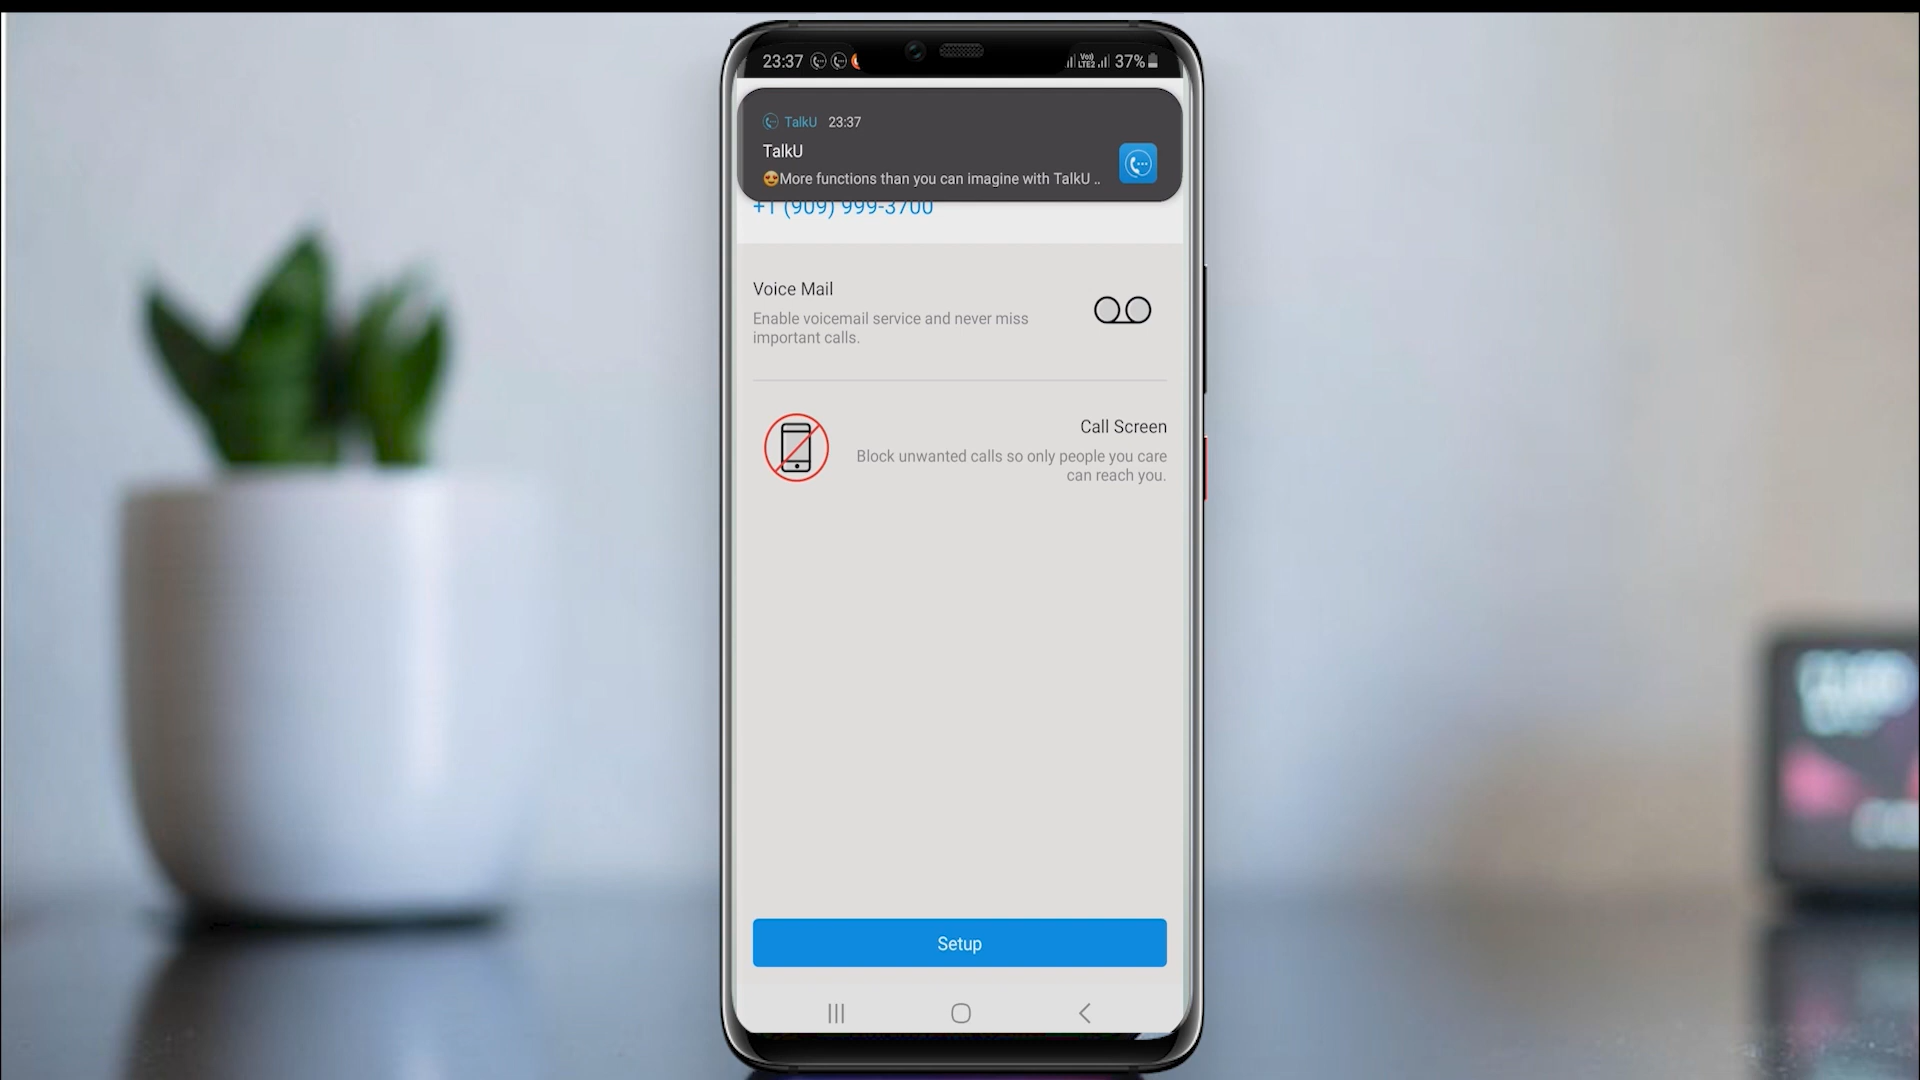 23:37
Vo))
LTE2
37%
TalkU 23:37
TalkU
😍More functions than you can imagine with TalkU ..
+1 (909) 999-3700
Voice Mail
Enable voicemail service and never miss
important calls.
Call Screen
Block unwanted calls so only people you care
can reach you.
Setup